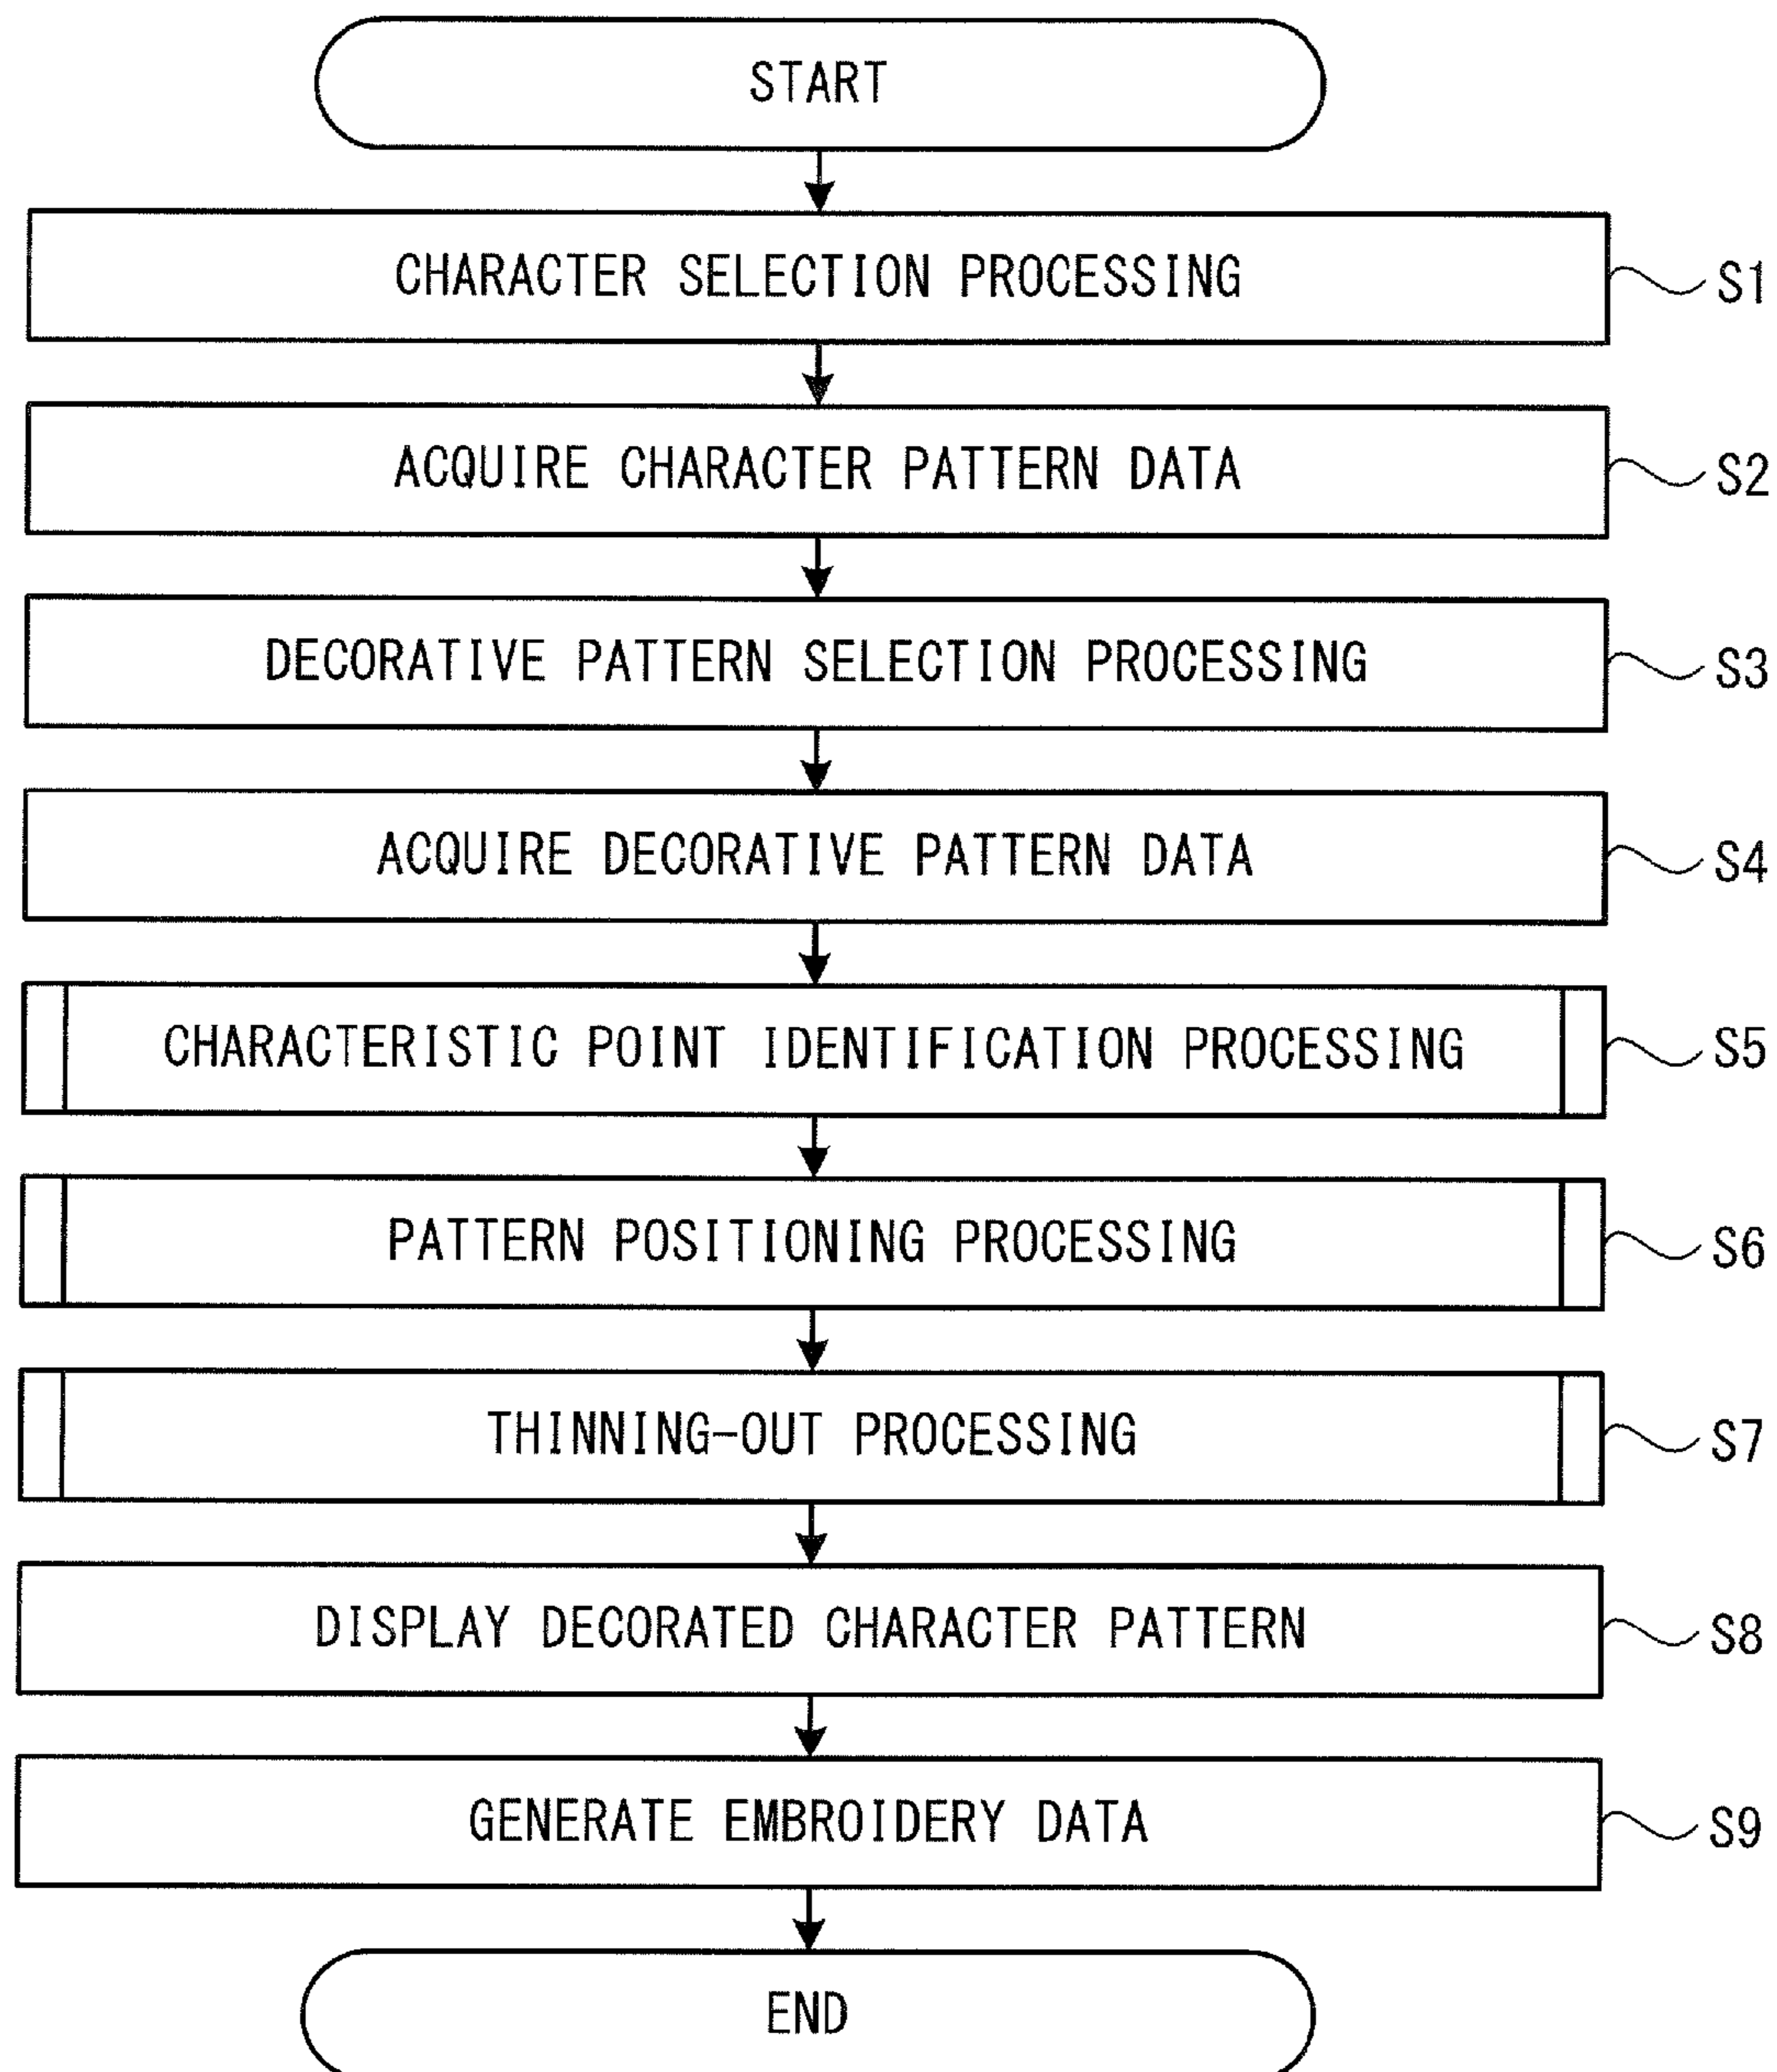 START
CHARACTER SELECTION PROCESSING S1
ACQUIRE CHARACTER PATTERN DATA S2
DECORATIVE PATTERN SELECTION PROCESSING S3
ACQUIRE DECORATIVE PATTERN DATA S4
CHARACTERISTIC POINT IDENTIFICATION PROCESSING S5
PATTERN POSITIONING PROCESSING S6
THINNING-OUT PROCESSING S7
DISPLAY DECORATED CHARACTER PATTERN S8
GENERATE EMBROIDERY DATA S9
END